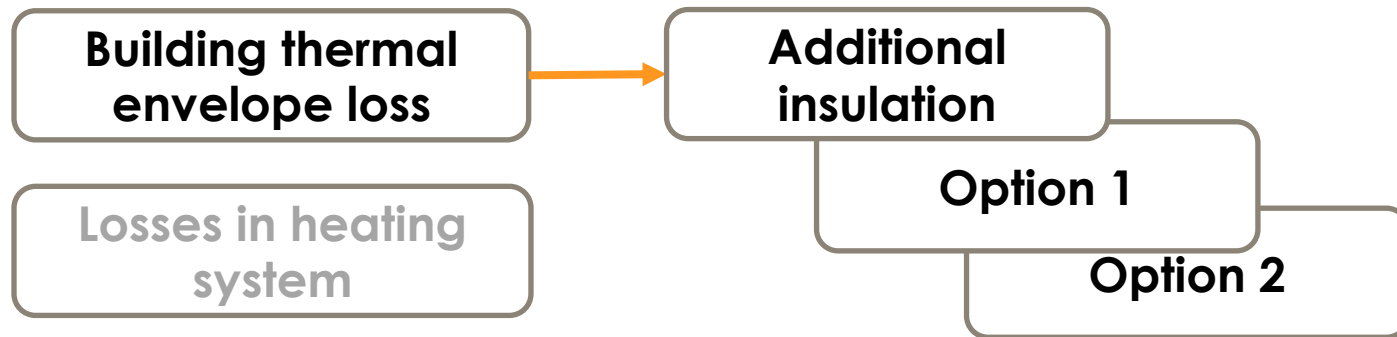 Building thermal
envelope loss
Additional
insulation
Option 1
Losses in heating
system
Option 2